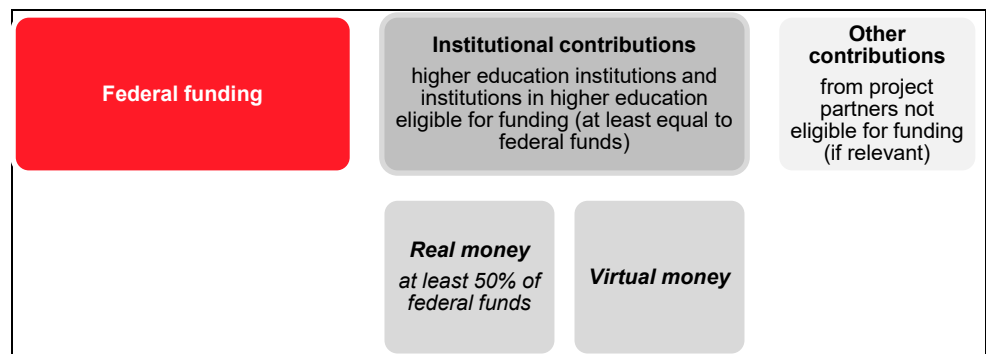 Federal funding
Institutional contributions
higher education institutions and
institutions in higher education
eligible for funding (at least equal to
federal funds)
Other
contributions
from project
partners not
eligible for funding
(if relevant)
Real money
at least 50% of
federal funds
Virtual money